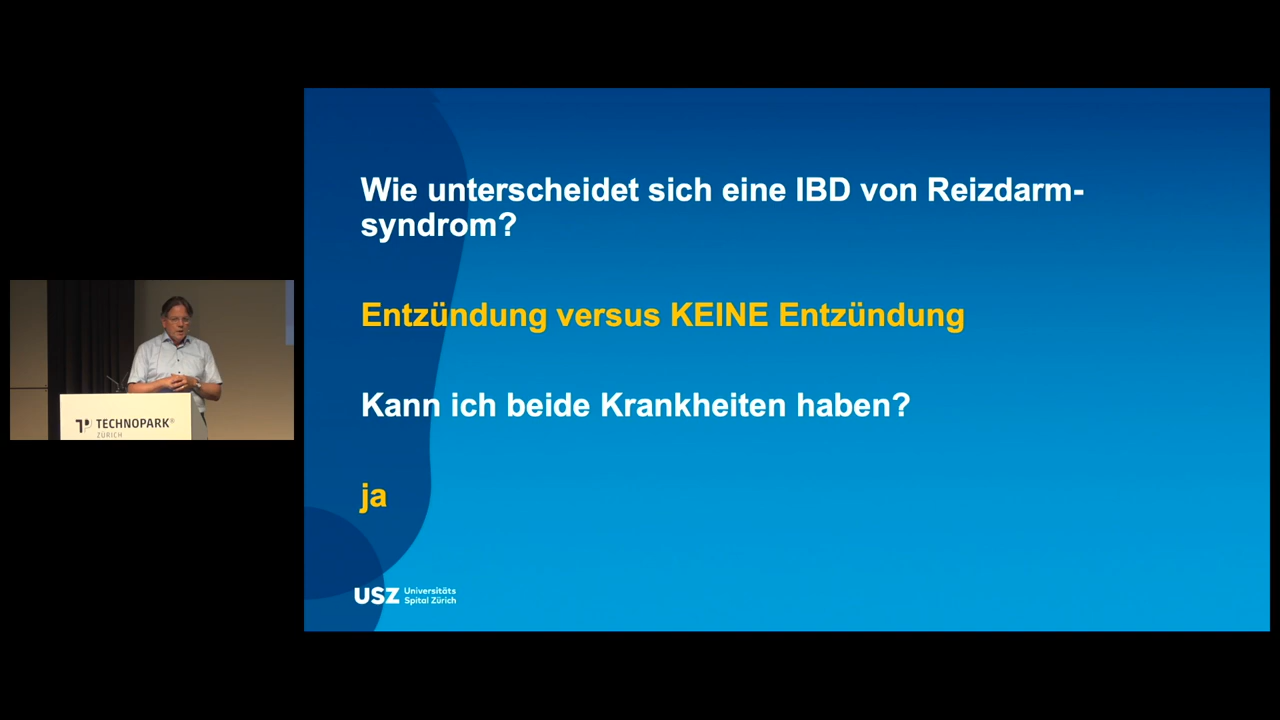 Wie unterscheidet sich eine IBD von Reizdarm-
syndrom?
Entzündung versus KEINE Entzündung
Kann ich beide Krankheiten haben?
ja
USZ Universitäts
Spital Zürich
TECHNOPARK®
ZÜRICH